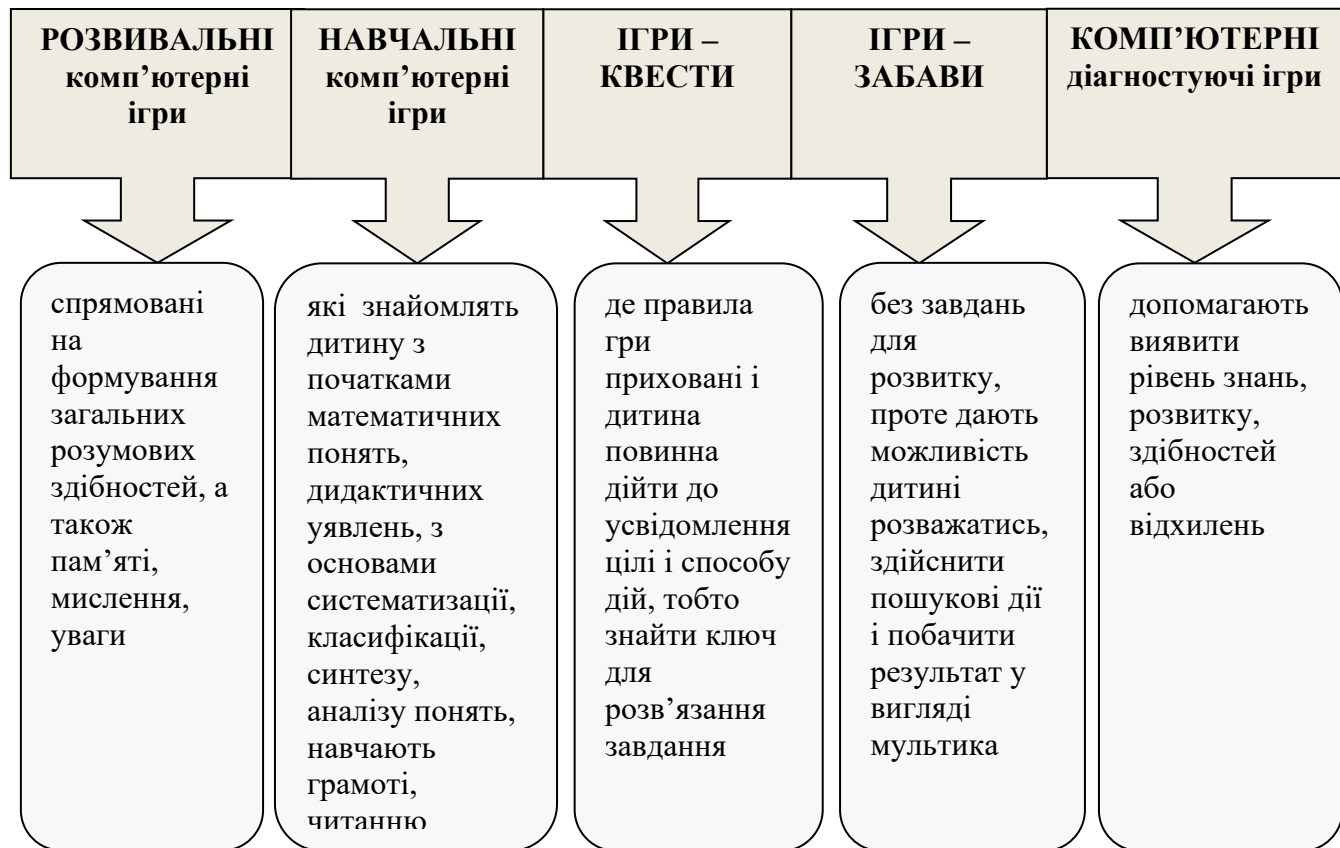 РОЗВИВАЛЬНІ
комп’ютерні
ігри
НАВЧАЛЬНІ
комп’ютерні
ігри
ІГРИ –
КВЕСТИ
ІГРИ –
ЗАБАВИ
КОМП’ЮТЕРНІ
діагностуючі ігри
спрямовані
на
формування
загальних
розумових
здібностей, а
також
пам’яті,
мислення,
уваги
які знайомлять
дитину з
початками
математичних
понять,
дидактичних
уявлень, з
основами
систематизації,
класифікації,
синтезу,
аналізу понять,
навчають
грамоті,
читанню
де правила
гри
приховані і
дитина
повинна
дійти до
усвідомлення
цілі і способу
дій, тобто
знайти ключ
для
розв’язання
завдання
без завдань
для
розвитку,
проте дають
можливість
дитині
розважатись,
здійснити
пошукові дії
і побачити
результат у
вигляді
мультика
допомагають
виявити
рівень знань,
розвитку,
здібностей
або
відхилень